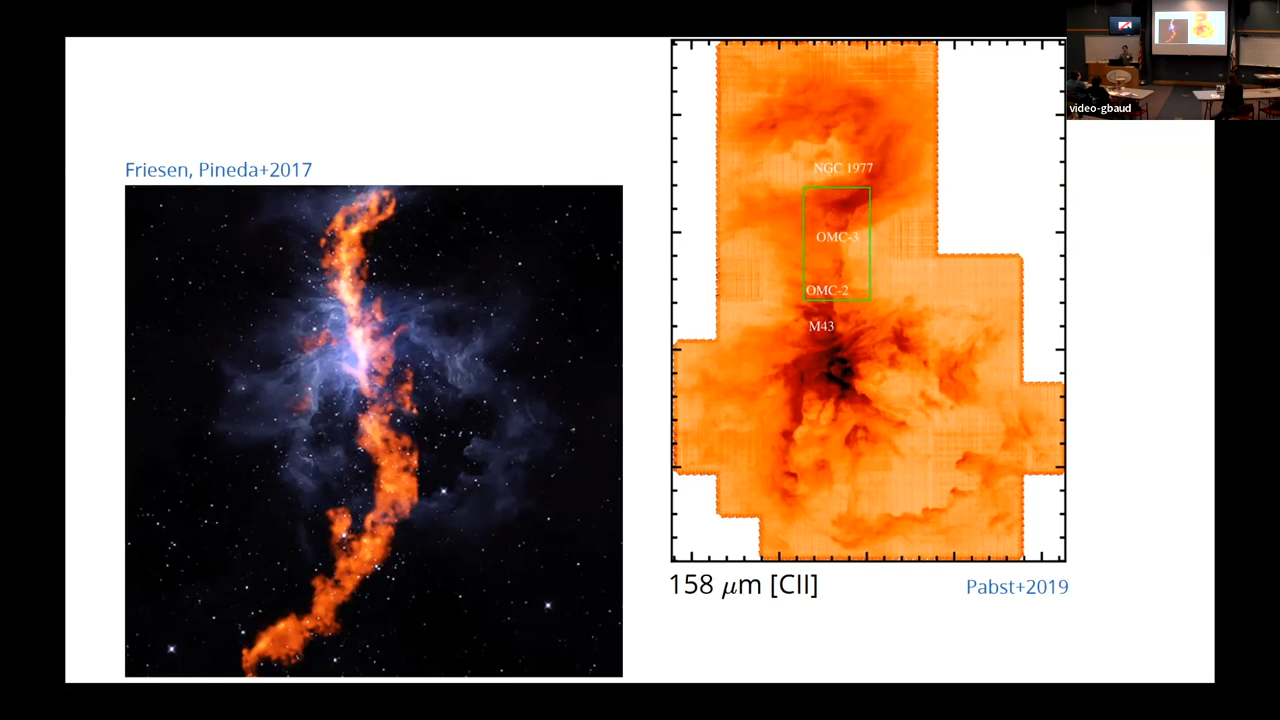 video-gbaud
Friesen, Pineda+2017
NGC 1977
OMC-3
OMC-2
M43
158 μm [CII]
Pabst+2019